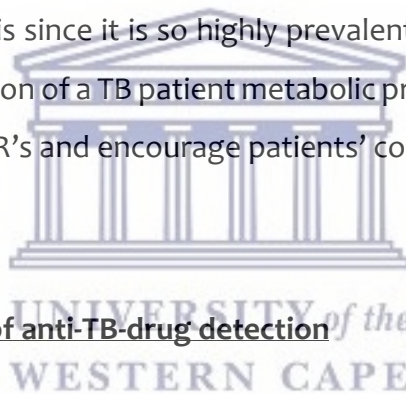 is since it is so highly prevalent
on of a TB patient metabolic pr
R's and encourage patients' co
UNIVERSITY of the
of anti-TB-drug detection
WESTERN CAPE